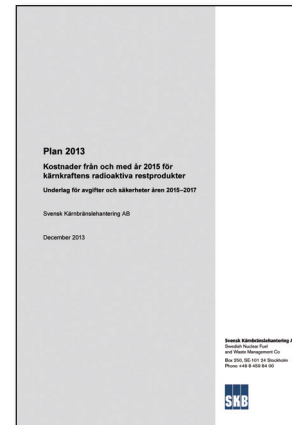 Plan 2013
Kostnader från och med år 2015 för
kärnkraftens radioaktiva restprodukter
Underlag för avgifter och säkerheter åren 2015–2017
Svensk Kärnbränslehantering AB
December 2013
Svensk Kärnbränslehantering A
Swedish Nuclear Fuel
and Waste Management Co
Box 250, SE-101 24 Stockholm
Phone +46 8 459 84 00
SKB